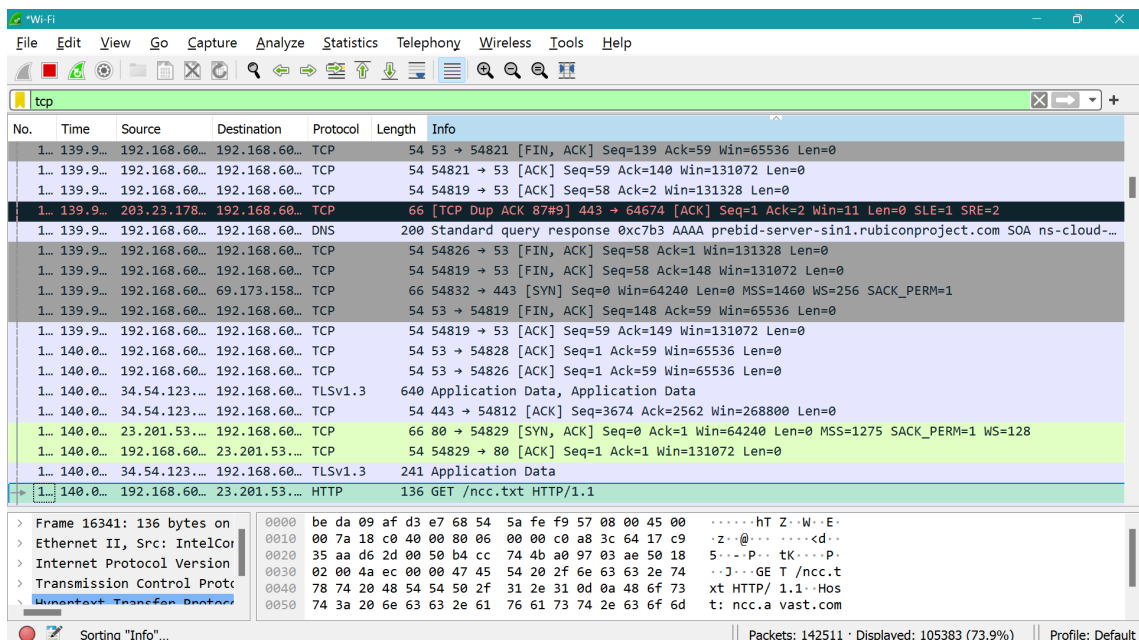 *Wi-Fi
File Edit View Go Capture Analyze Statistics Telephony Wireless Tools Help
tcp
No. Time Source Destination Protocol Length Info
1… 139.9… 192.168.60… 192.168.60… TCP 54 53 → 54821 [FIN, ACK] Seq=139 Ack=59 Win=65536 Len=0
1… 139.9… 192.168.60… 192.168.60… TCP 54 54821 → 53 [ACK] Seq=59 Ack=140 Win=131072 Len=0
1… 139.9… 192.168.60… 192.168.60… TCP 54 54819 → 53 [ACK] Seq=58 Ack=2 Win=131328 Len=0
1… 139.9… 203.23.178… 192.168.60… TCP 66 [TCP Dup ACK 87#9] 443 → 64674 [ACK] Seq=1 Ack=2 Win=11 Len=0 SLE=1 SRE=2
1… 139.9… 192.168.60… 192.168.60… DNS 200 Standard query response 0xc7b3 AAAA prebid-server-sin1.rubiconproject.com SOA ns-cloud-…
1… 139.9… 192.168.60… 192.168.60… TCP 54 54826 → 53 [FIN, ACK] Seq=58 Ack=1 Win=131328 Len=0
1… 139.9… 192.168.60… 192.168.60… TCP 54 54819 → 53 [FIN, ACK] Seq=58 Ack=148 Win=131072 Len=0
1… 139.9… 192.168.60… 69.173.158… TCP 66 54832 → 443 [SYN] Seq=0 Win=64240 Len=0 MSS=1460 WS=256 SACK_PERM=1
1… 139.9… 192.168.60… 192.168.60… TCP 54 53 → 54819 [FIN, ACK] Seq=148 Ack=59 Win=65536 Len=0
1… 139.9… 192.168.60… 192.168.60… TCP 54 54819 → 53 [ACK] Seq=59 Ack=149 Win=131072 Len=0
1… 140.0… 192.168.60… 192.168.60… TCP 54 53 → 54828 [ACK] Seq=1 Ack=59 Win=65536 Len=0
1… 140.0… 192.168.60… 192.168.60… TCP 54 53 → 54826 [ACK] Seq=1 Ack=59 Win=65536 Len=0
1… 140.0… 34.54.123.… 192.168.60… TLSv1.3 640 Application Data, Application Data
1… 140.0… 34.54.123.… 192.168.60… TCP 54 443 → 54812 [ACK] Seq=3674 Ack=2562 Win=268800 Len=0
1… 140.0… 23.201.53.… 192.168.60… TCP 66 80 → 54829 [SYN, ACK] Seq=0 Ack=1 Win=64240 Len=0 MSS=1275 SACK_PERM=1 WS=128
1… 140.0… 192.168.60… 23.201.53.… TCP 54 54829 → 80 [ACK] Seq=1 Ack=1 Win=131072 Len=0
1… 140.0… 34.54.123.… 192.168.60… TLSv1.3 241 Application Data
1… 140.0… 192.168.60… 23.201.53.… HTTP 136 GET /ncc.txt HTTP/1.1
> Frame 16341: 136 bytes on
> Ethernet II, Src: IntelCor
> Internet Protocol Version
> Transmission Control Proto
> Hypertext Transfer Protoc
0000 be da 09 af d3 e7 68 54 5a fe f9 57 08 00 45 00 ······hT Z··W··E·
0010 00 7a 18 c0 40 00 80 06 00 00 c0 a8 3c 64 17 c9 ·z··@··· ····<d··
0020 35 aa d6 2d 00 50 b4 cc 74 4b a0 97 03 ae 50 18 5··-·P·· tK····P·
0030 02 00 4a ec 00 00 47 45 54 20 2f 6e 63 63 2e 74 ··J···GE T /ncc.t
0040 78 74 20 48 54 54 50 2f 31 2e 31 0d 0a 48 6f 73 xt HTTP/ 1.1··Hos
0050 74 3a 20 6e 63 63 2e 61 76 61 73 74 2e 63 6f 6d t: ncc.a vast.com
Sorting "Info"… Packets: 142511 · Displayed: 105383 (73.9%) Profile: Default